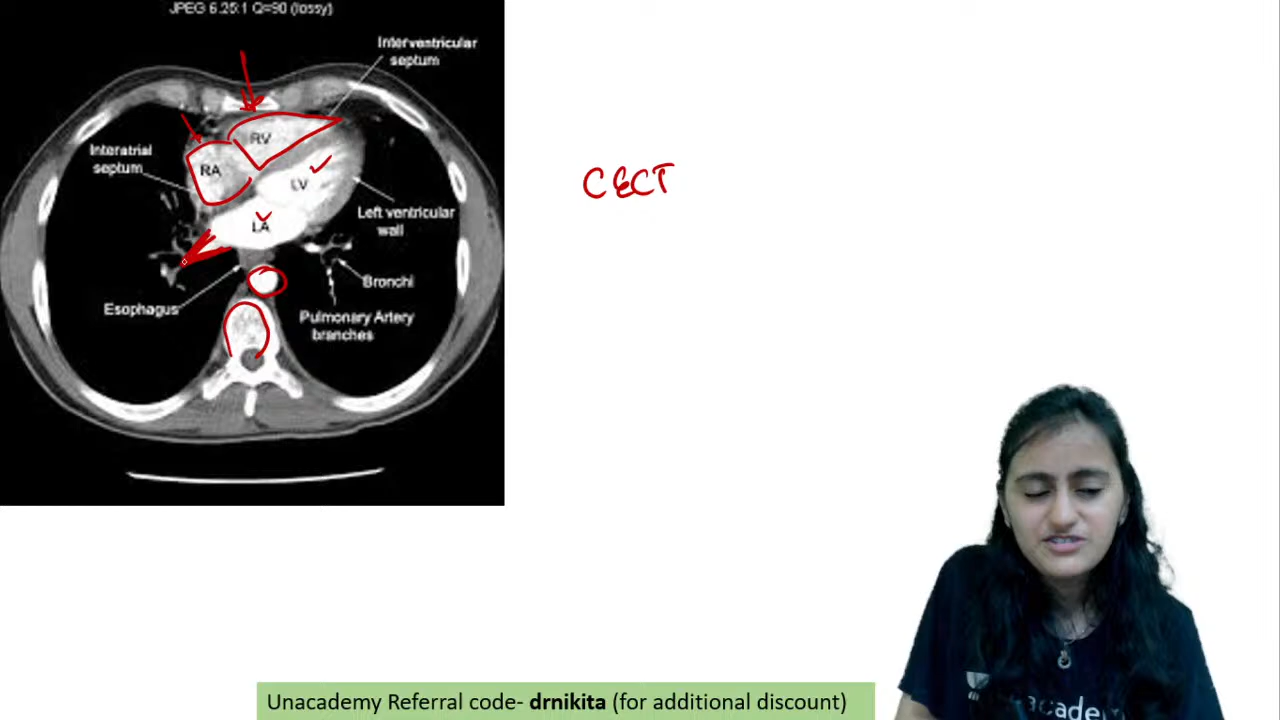 JPEG 6.25:1 Q=90 (lossy)
Interventricular
septum
RV
Interatrial
septum
RA
LV
CECT
LA
Left ventricular
wall
Esophagus
Bronchi
Pulmonary Artery
branches
Unacademy Referral code- drnikita (for additional discount)